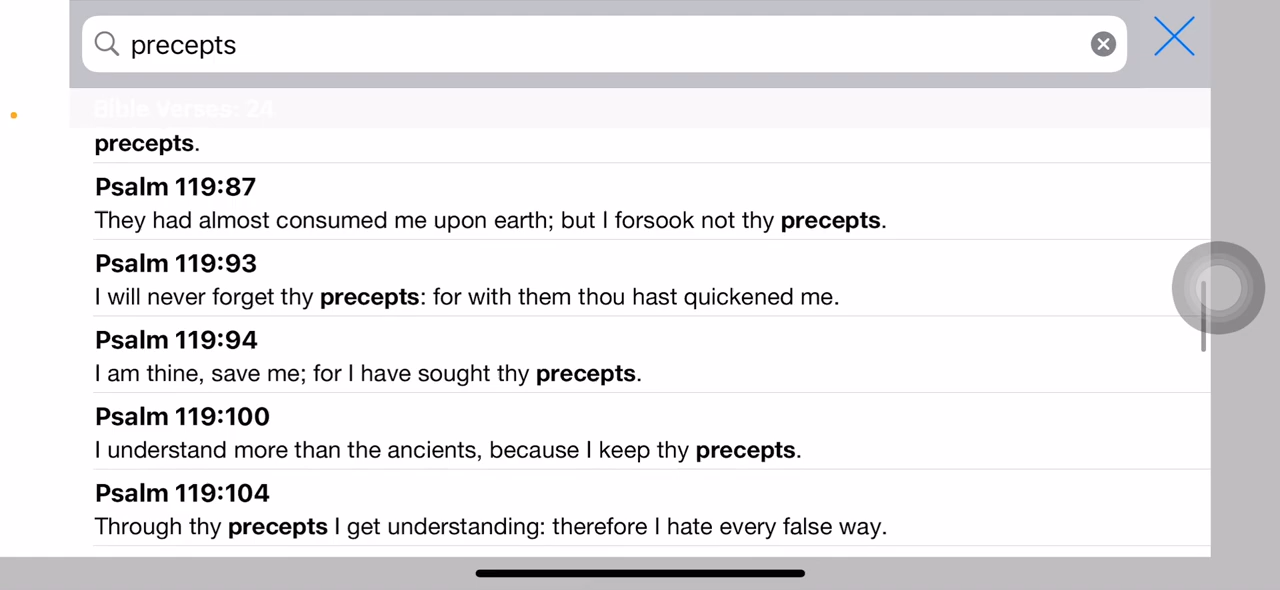 precepts
Bible Verses: 24
precepts.
Psalm 119:87
They had almost consumed me upon earth; but I forsook not thy precepts.
Psalm 119:93
I will never forget thy precepts: for with them thou hast quickened me.
Psalm 119:94
I am thine, save me; for I have sought thy precepts.
Psalm 119:100
I understand more than the ancients, because I keep thy precepts.
Psalm 119:104
Through thy precepts I get understanding: therefore I hate every false way.